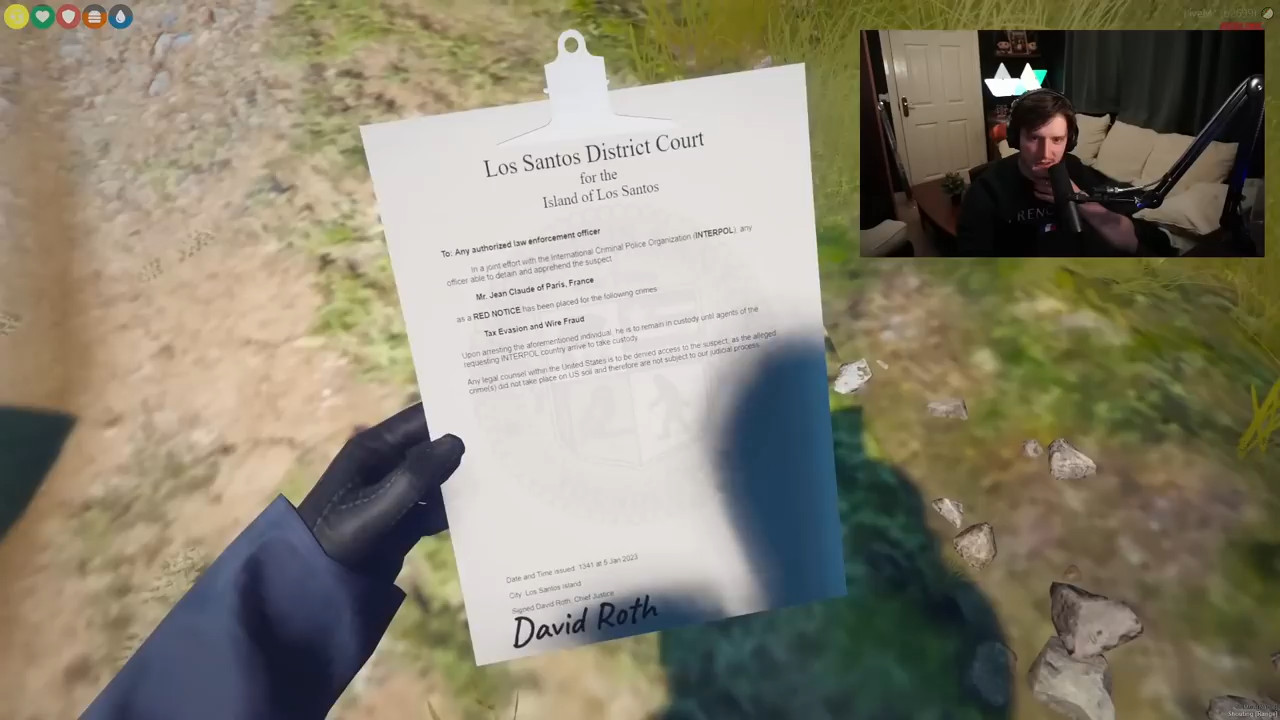 Los Santos District Court
for the
Island of Los Santos
To: Any authorized law enforcement officer
In a joint effort with the International Criminal Police Organization (INTERPOL), any
officer able to detain and apprehend the suspect
Mr. Jean Claude of Paris, France
as a RED NOTICE has been placed for the following crimes
Tax Evasion and Wire Fraud
Upon arresting the aforementioned individual, he is to remain in custody until agents of the
requesting INTERPOL country arrive to take custody.
Any legal counsel within the United States is to be denied access to the suspect, as the alleged
crime(s) did not take place on US soil and therefore are not subject to our judicial process.
Date and Time issued: 1341 at 5 Jan 2023
City: Los Santos Island
Signed David Roth, Chief Justice
David Roth
Shouting (Range)